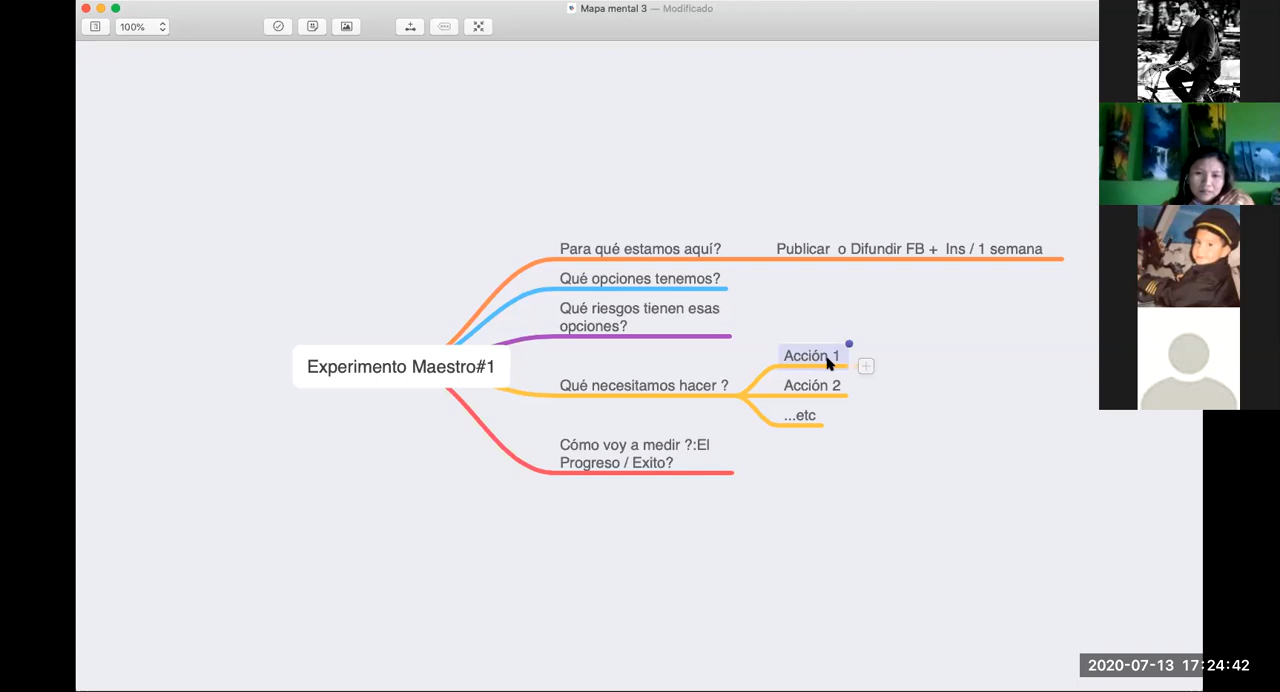 Mapa mental 3 — Modificado
100%
Para qué estamos aquí?
Publicar o Difundir FB + Ins / 1 semana
Qué opciones tenemos?
Qué riesgos tienen esas
opciones?
Experimento Maestro#1
Qué necesitamos hacer ?
Acción 1
Acción 2
...etc
Cómo voy a medir ?:El
Progreso / Exito?
2020-07-13 17:24:42